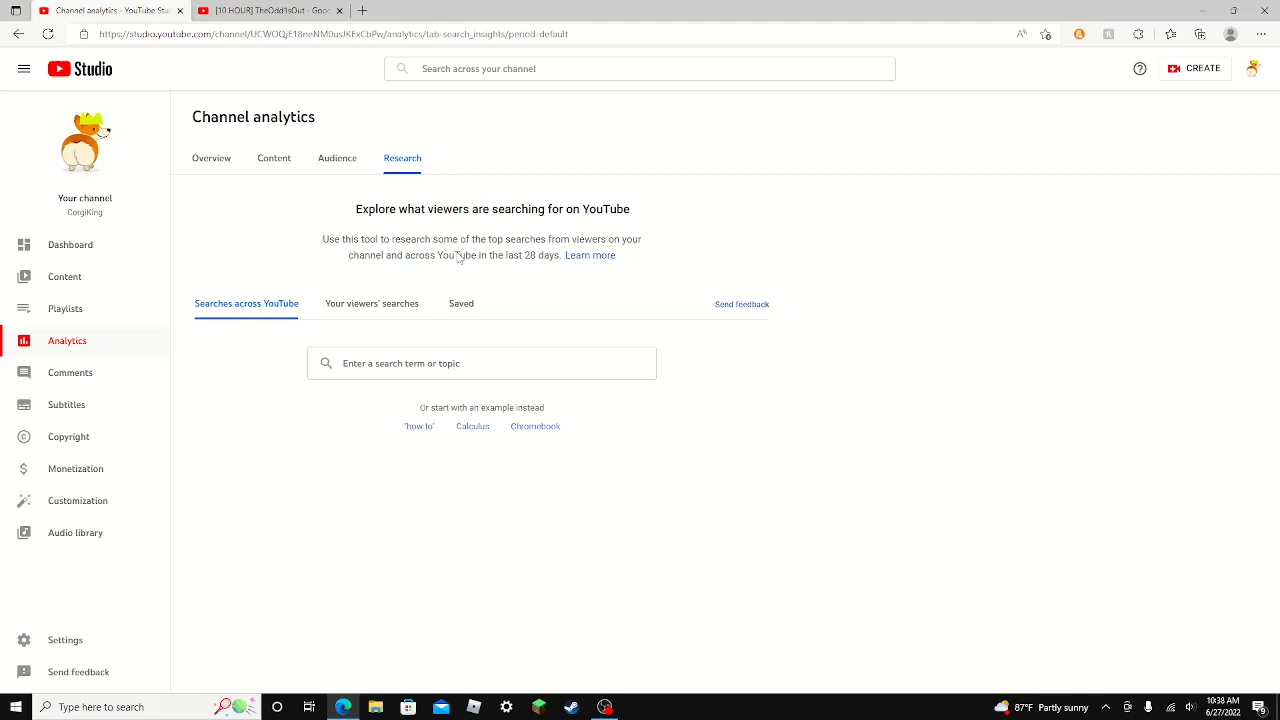 Channel analytics - YouTube Stu
[10 HOUR] TheOdd1sOut - Good
https://studio.youtube.com/channel/UCWOQjE18neNM0usJKExCbPw/analytics/tab-search_insights/period-default
Studio
Search across your channel
CREATE
Your channel
CorgiKing
Dashboard
Content
Playlists
Analytics
Comments
Subtitles
Copyright
Monetization
Customization
Audio library
Settings
Send feedback
Channel analytics
Overview
Content
Audience
Research
Explore what viewers are searching for on YouTube
Use this tool to research some of the top searches from viewers on your
channel and across YouTube in the last 28 days. Learn more
Searches across YouTube
Your viewers' searches
Saved
Send feedback
Enter a search term or topic
Or start with an example instead
"how to"
Calculus
Chromebook
Type here to search
87°F Partly sunny
10:38 AM
6/27/2022